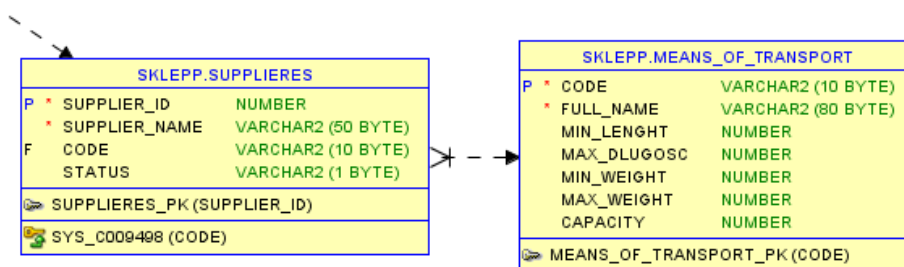 SKLEPP.SUPPLIERES
P * SUPPLIER_ID NUMBER
* SUPPLIER_NAME VARCHAR2 (50 BYTE)
F CODE VARCHAR2 (10 BYTE)
STATUS VARCHAR2 (1 BYTE)
SUPPLIERES_PK (SUPPLIER_ID)
SYS_C009498 (CODE)
SKLEPP.MEANS_OF_TRANSPORT
P * CODE VARCHAR2 (10 BYTE)
* FULL_NAME VARCHAR2 (80 BYTE)
MIN_LENGHT NUMBER
MAX_DLUGOSC NUMBER
MIN_WEIGHT NUMBER
MAX_WEIGHT NUMBER
CAPACITY NUMBER
MEANS_OF_TRANSPORT_PK (CODE)